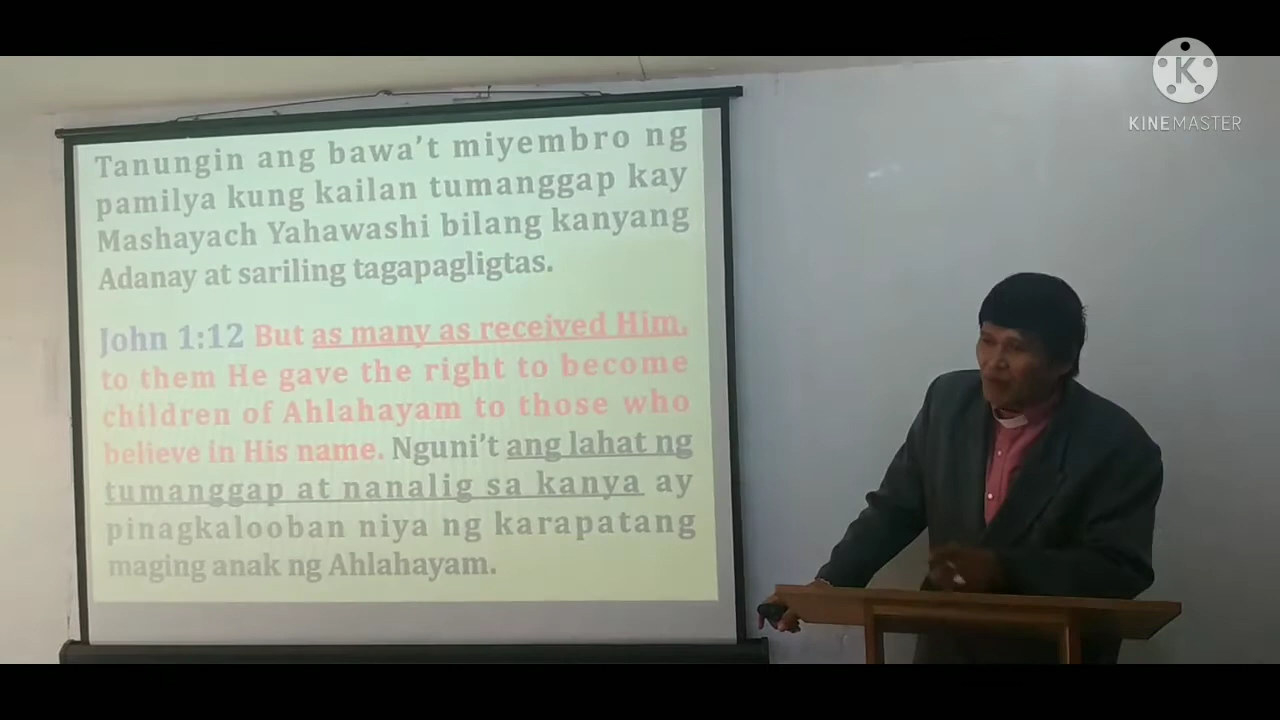 Tanungin ang bawa't miyembro ng
pamilya kung kailan tumanggap kay
Mashayach Yahawashi bilang kanyang
Adanay at sariling tagapagligtas.
John 1:12 But as many as received Him,
to them He gave the right to become
children of Ahlahayam to those who
believe in His name. Nguni't ang lahat ng
tumanggap at nanalig sa kanya ay
pinagkalooban niya ng karapatang
maging anak ng Ahlahayam.
K
KINEMASTER